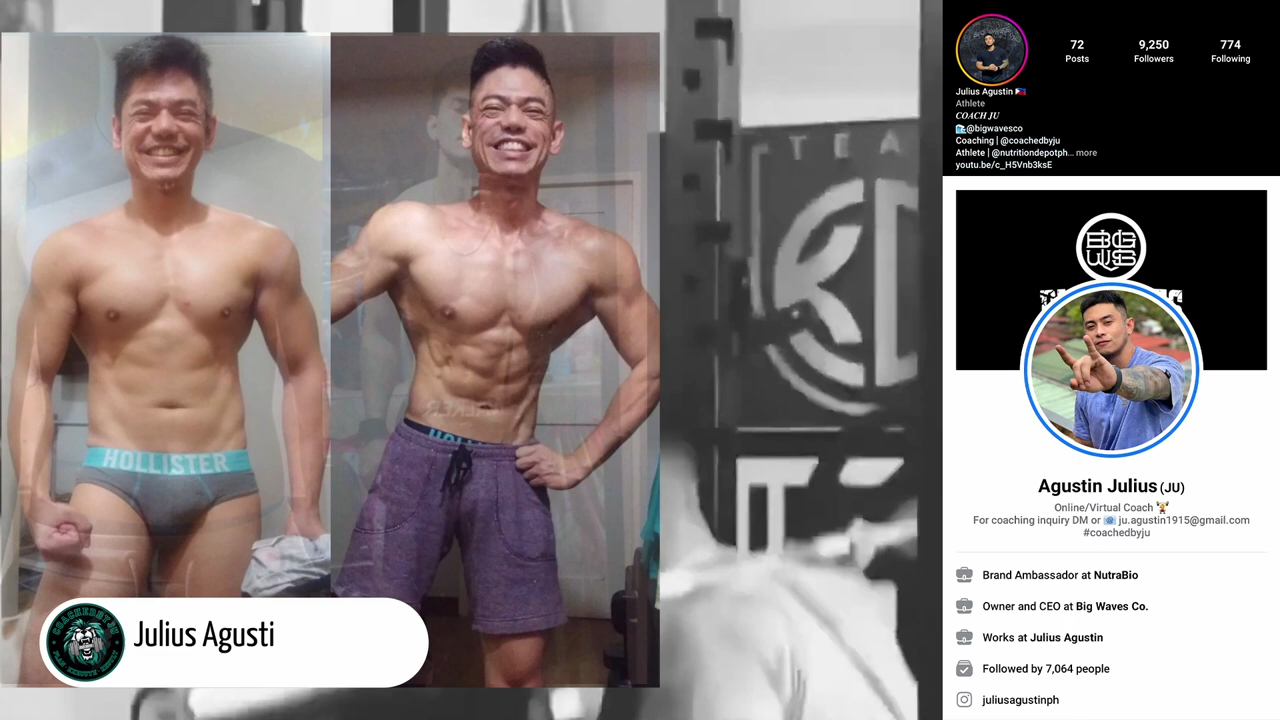 HOLLISTER
TEA
COACHEDBYJU
Julius Agusti
72
Posts
9,250
Followers
774
Following
Julius Agustin
Athlete
COACH JU
@bigwavesco
Coaching | @coachedbyju
Athlete | @nutritiondepotph... more
youtu.be/c_H5Vnb3ksE
Agustin Julius (JU)
Online/Virtual Coach
For coaching inquiry DM or ju.agustin1915@gmail.com
#coachedbyju
Brand Ambassador at NutraBio
Owner and CEO at Big Waves Co.
Works at Julius Agustin
Followed by 7,064 people
juliusagustinph